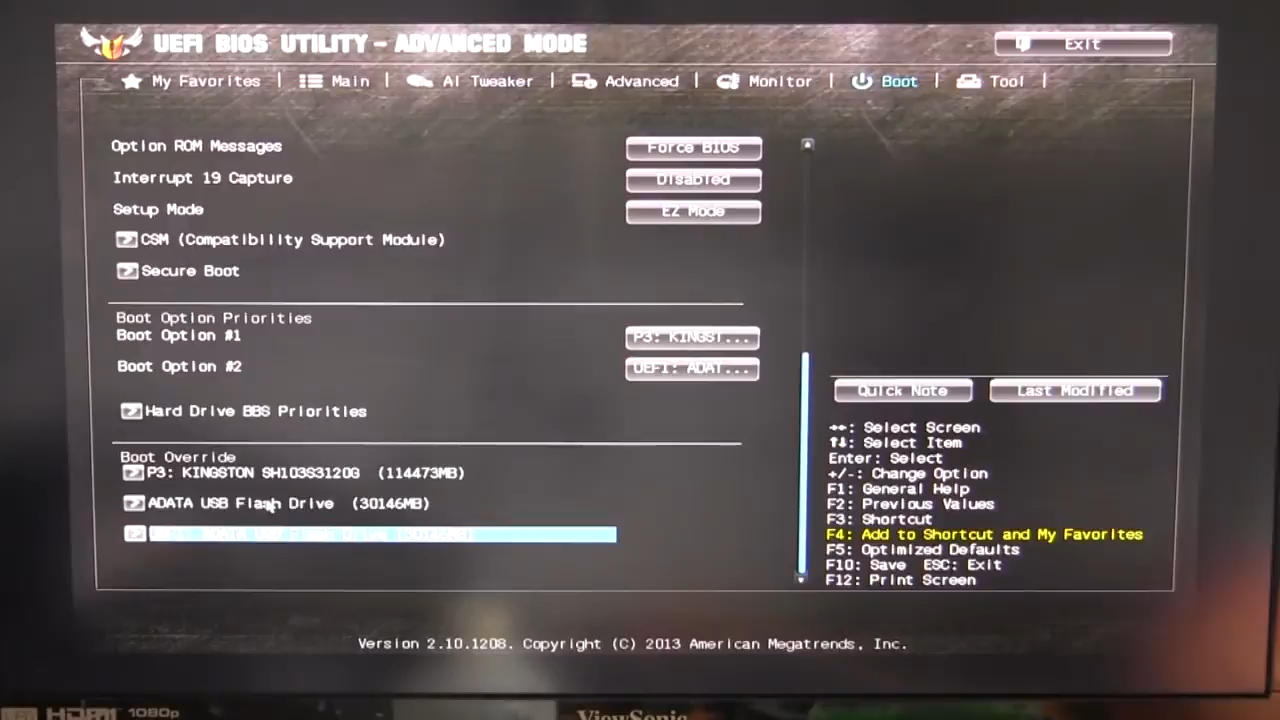 UEFI BIOS UTILITY - ADVANCED MODE
Exit
My Favorites | Main | Ai Tweaker | Advanced | Monitor | Boot | Tool |
Option ROM Messages
Force BIOS
Interrupt 19 Capture
Disabled
Setup Mode
EZ Mode
CSM (Compatibility Support Module)
Secure Boot
Boot Option Priorities
Boot Option #1
P3: KINGST...
Boot Option #2
UEFI: ADAT...
Hard Drive BBS Priorities
Boot Override
P3: KINGSTON SH103S3120G (114473MB)
ADATA USB Flash Drive (30146MB)
Quick Note
Last Modified
→←: Select Screen
↑↓: Select Item
Enter: Select
+/-: Change Option
F1: General Help
F2: Previous Values
F3: Shortcut
F4: Add to Shortcut and My Favorites
F5: Optimized Defaults
F10: Save ESC: Exit
F12: Print Screen
Version 2.10.1208. Copyright (C) 2013 American Megatrends, Inc.
HDMI 1080p
ViewSonic